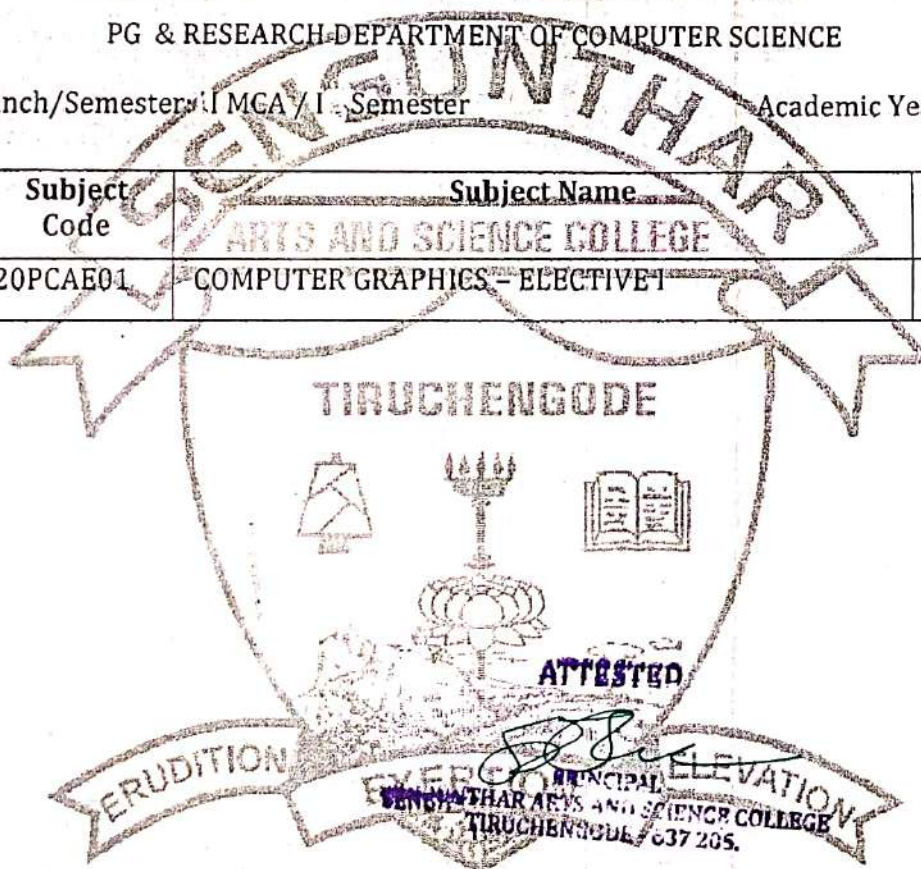 PG & RESEARCH DEPARTMENT OF COMPUTER SCIENCE
nch/Semester: I MCA / I Semester Academic Ye
SENGUNTHAR
Subject Code Subject Name
ARTS AND SCIENCE COLLEGE
20PCAE01 COMPUTER GRAPHICS – ELECTIVE I
TIRUCHENGODE
ATTESTED
ERUDITION ELEVATION
PRINCIPAL
SENGUNTHAR ARTS AND SCIENCE COLLEGE
TIRUCHENGODE - 637 205.